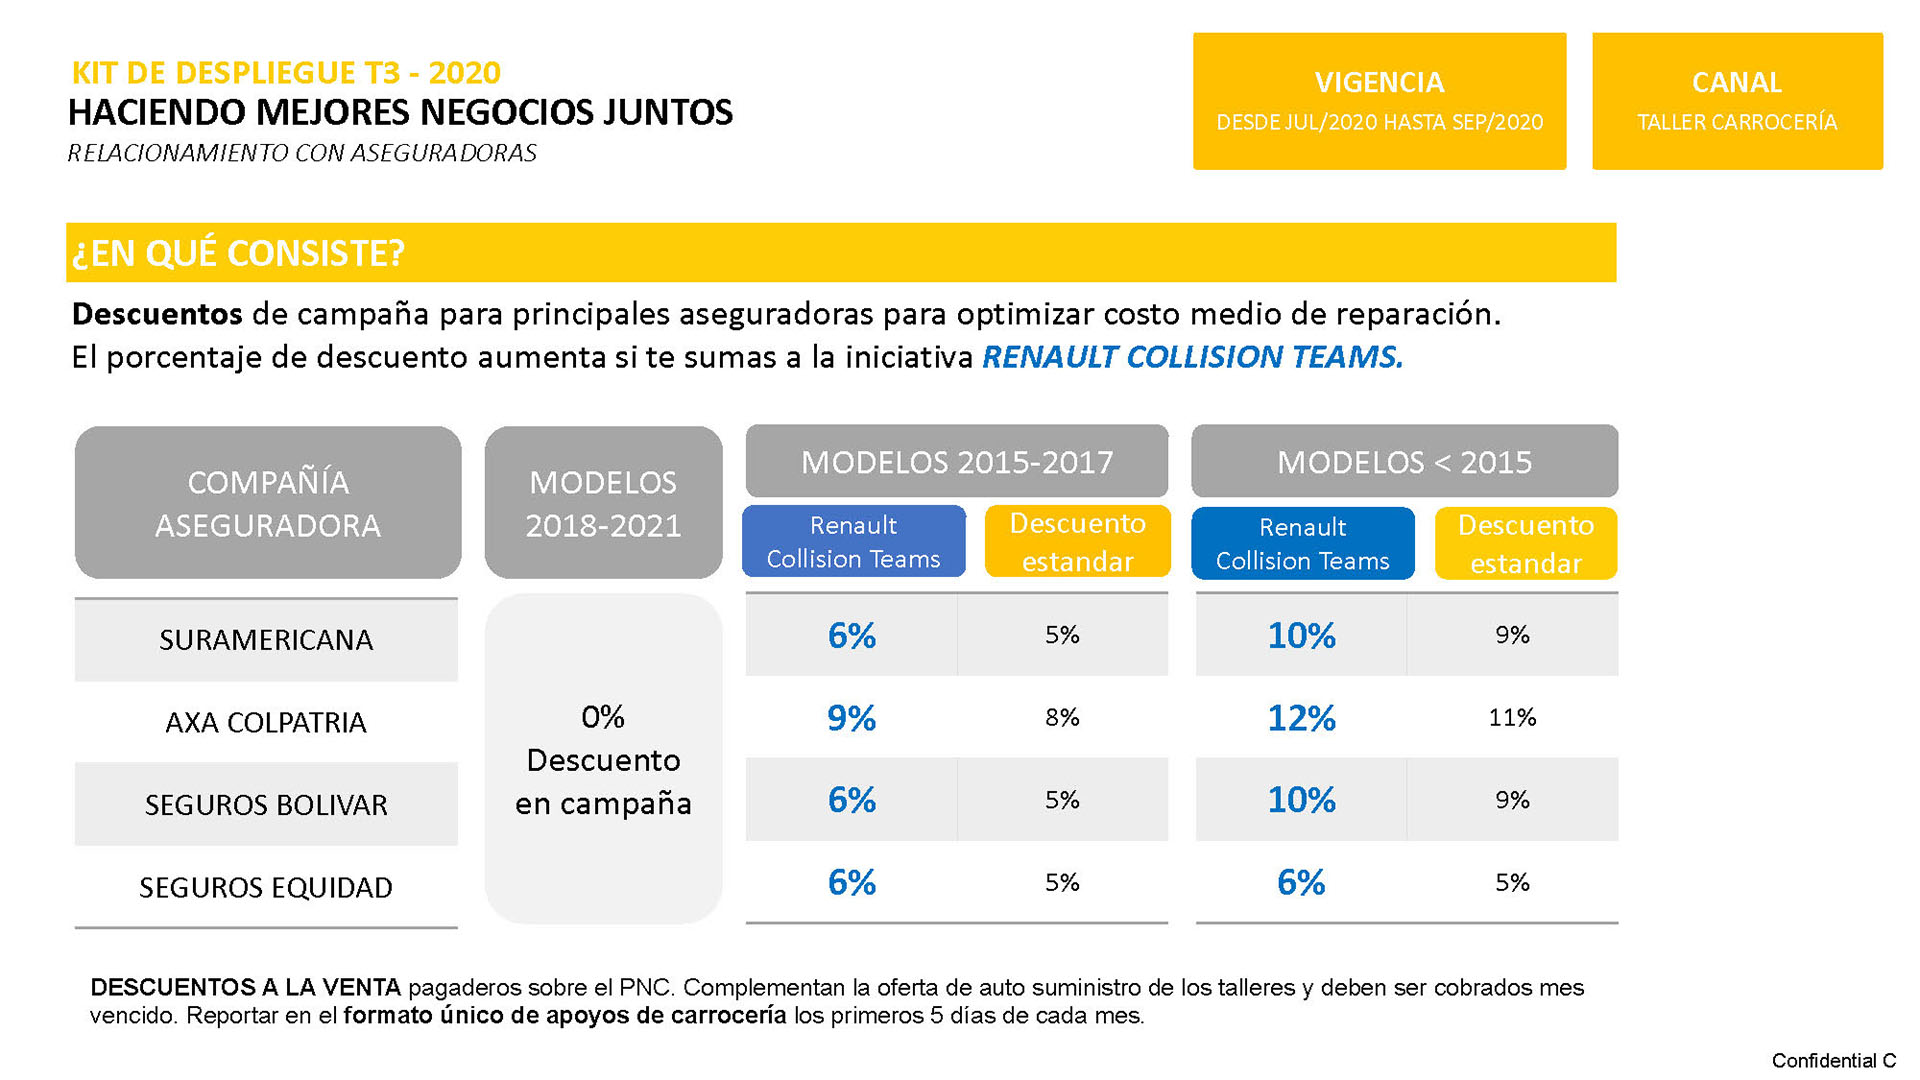 KIT DE DESPLIEGUE T3 - 2020
HACIENDO MEJORES NEGOCIOS JUNTOS
RELACIONAMIENTO CON ASEGURADORAS
VIGENCIA
DESDE JUL/2020 HASTA SEP/2020
CANAL
TALLER CARROCERÍA
¿EN QUÉ CONSISTE?
Descuentos de campaña para principales aseguradoras para optimizar costo medio de reparación.
El porcentaje de descuento aumenta si te sumas a la iniciativa RENAULT COLLISION TEAMS.
COMPAÑÍA
ASEGURADORA
MODELOS
2018-2021
MODELOS 2015-2017
MODELOS < 2015
Renault
Collision Teams
Descuento
estandar
Renault
Collision Teams
Descuento
estandar
SURAMERICANA
6%
5%
10%
9%
AXA COLPATRIA
9%
8%
12%
11%
SEGUROS BOLIVAR
6%
5%
10%
9%
SEGUROS EQUIDAD
6%
5%
6%
5%
0%
Descuento
en campaña
DESCUENTOS A LA VENTA pagaderos sobre el PNC. Complementan la oferta de auto suministro de los talleres y deben ser cobrados mes
vencido. Reportar en el formato único de apoyos de carrocería los primeros 5 días de cada mes.
Confidential C